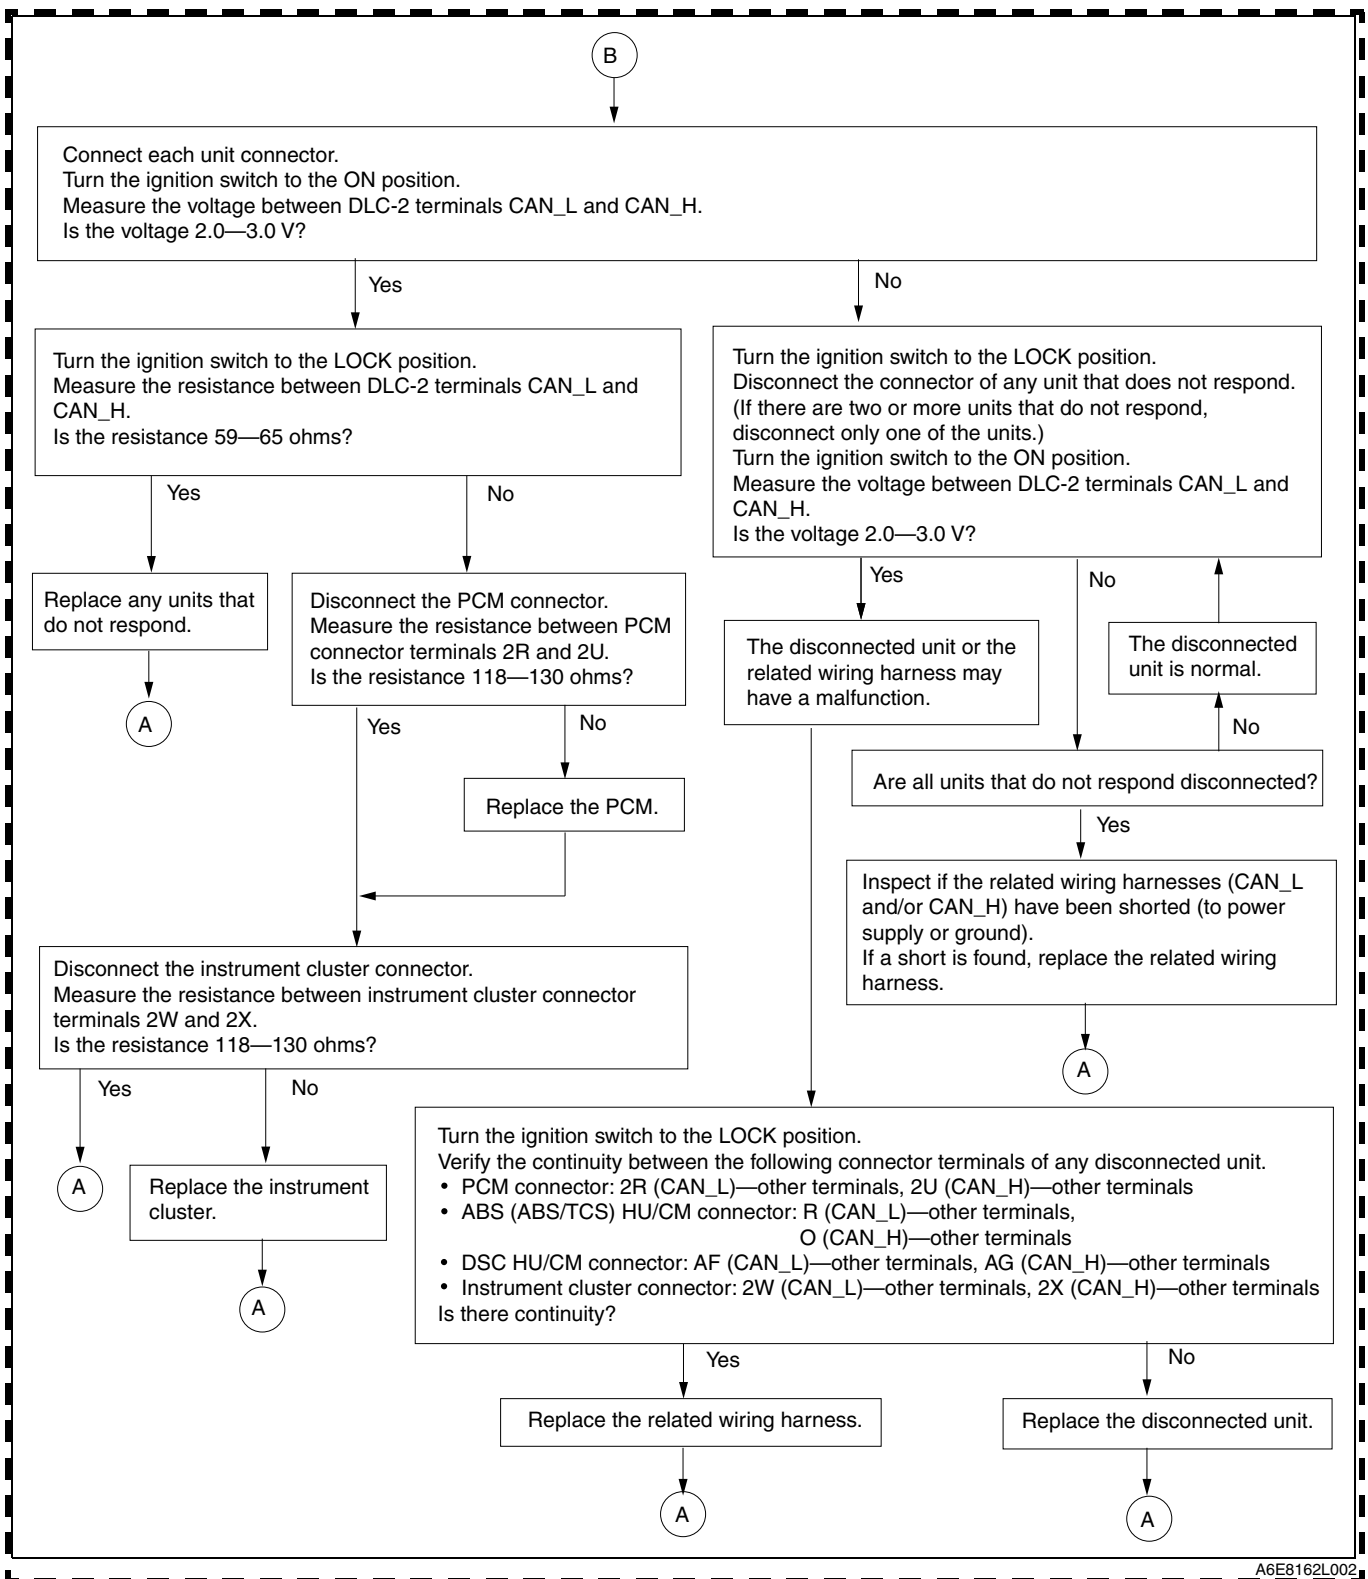 B
Connect each unit connector.
Turn the ignition switch to the ON position.
Measure the voltage between DLC-2 terminals CAN_L and CAN_H.
Is the voltage 2.0—3.0 V?
Yes
No
Turn the ignition switch to the LOCK position.
Measure the resistance between DLC-2 terminals CAN_L and
CAN_H.
Is the resistance 59—65 ohms?
Turn the ignition switch to the LOCK position.
Disconnect the connector of any unit that does not respond.
(If there are two or more units that do not respond,
disconnect only one of the units.)
Turn the ignition switch to the ON position.
Measure the voltage between DLC-2 terminals CAN_L and
CAN_H.
Is the voltage 2.0—3.0 V?
Yes
No
Yes
No
Replace any units that
do not respond.
A
Disconnect the PCM connector.
Measure the resistance between PCM
connector terminals 2R and 2U.
Is the resistance 118—130 ohms?
The disconnected unit or the
related wiring harness may
have a malfunction.
The disconnected
unit is normal.
No
Yes
No
Replace the PCM.
Are all units that do not respond disconnected?
Yes
Inspect if the related wiring harnesses (CAN_L
and/or CAN_H) have been shorted (to power
supply or ground).
If a short is found, replace the related wiring
harness.
A
Disconnect the instrument cluster connector.
Measure the resistance between instrument cluster connector
terminals 2W and 2X.
Is the resistance 118—130 ohms?
Yes
No
A
Replace the instrument
cluster.
A
Turn the ignition switch to the LOCK position.
Verify the continuity between the following connector terminals of any disconnected unit.
• PCM connector: 2R (CAN_L)—other terminals, 2U (CAN_H)—other terminals
• ABS (ABS/TCS) HU/CM connector: R (CAN_L)—other terminals,
O (CAN_H)—other terminals
• DSC HU/CM connector: AF (CAN_L)—other terminals, AG (CAN_H)—other terminals
• Instrument cluster connector: 2W (CAN_L)—other terminals, 2X (CAN_H)—other terminals
Is there continuity?
Yes
No
Replace the related wiring harness.
Replace the disconnected unit.
A
A
A6E8162L002